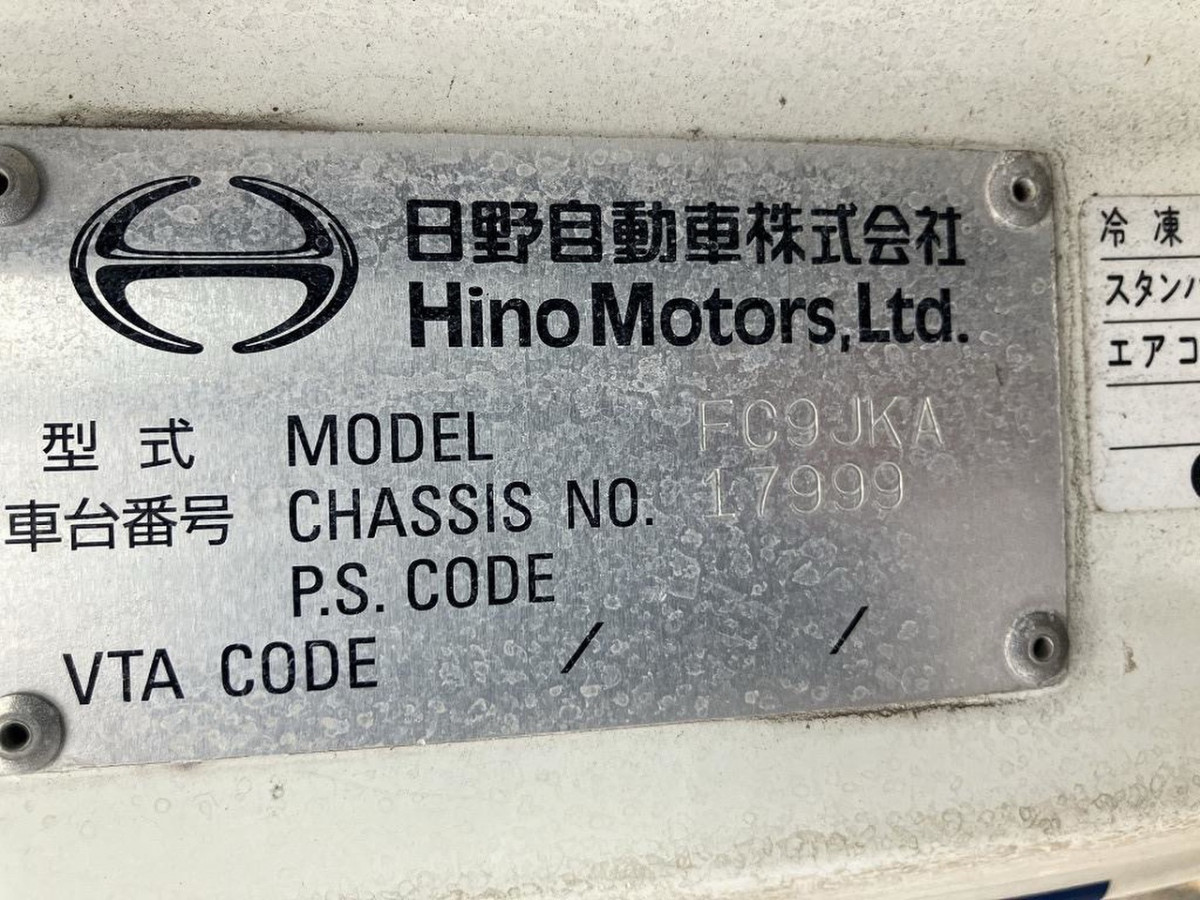 日野自動車株式会社
Hino Motors, Ltd.
型式 MODEL FC9JKA
車台番号 CHASSIS NO. 17999
P.S. CODE
VTA CODE / /
冷凍
スタンバ
エアコ